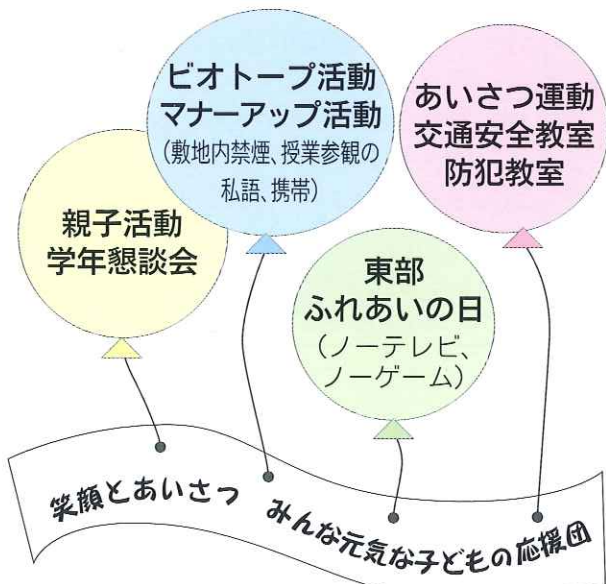 ビオトープ活動
マナーアップ活動
（敷地内禁煙、授業参観の
私語、携帯）
あいさつ運動
交通安全教室
防犯教室
親子活動
学年懇談会
東部
ふれあいの日
（ノーテレビ、
ノーゲーム）
笑顔とあいさつ　みんな元気な子どもの応援団